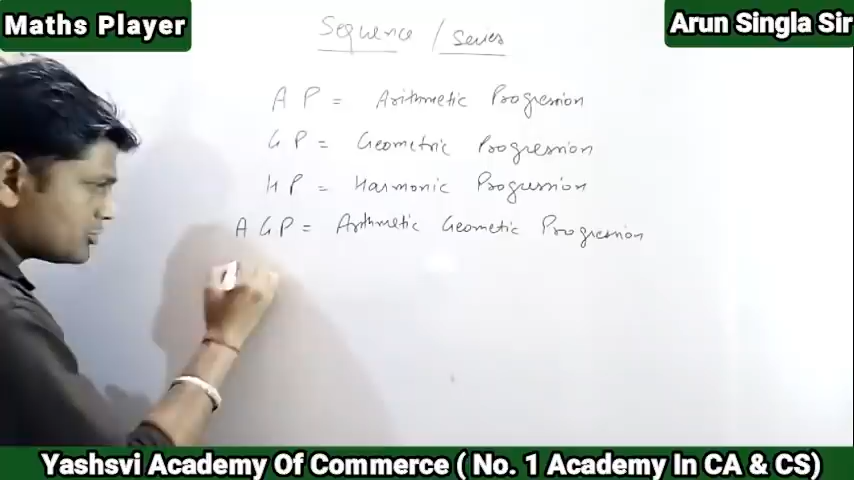 Maths Player
Arun Singla Sir
Sequence / Series
A P = Arithmetic Progression
G P = Geometric Progression
H P = Harmonic Progression
A G P = Arithmetic Geometic Progression
Yashsvi Academy Of Commerce ( No. 1 Academy In CA & CS)